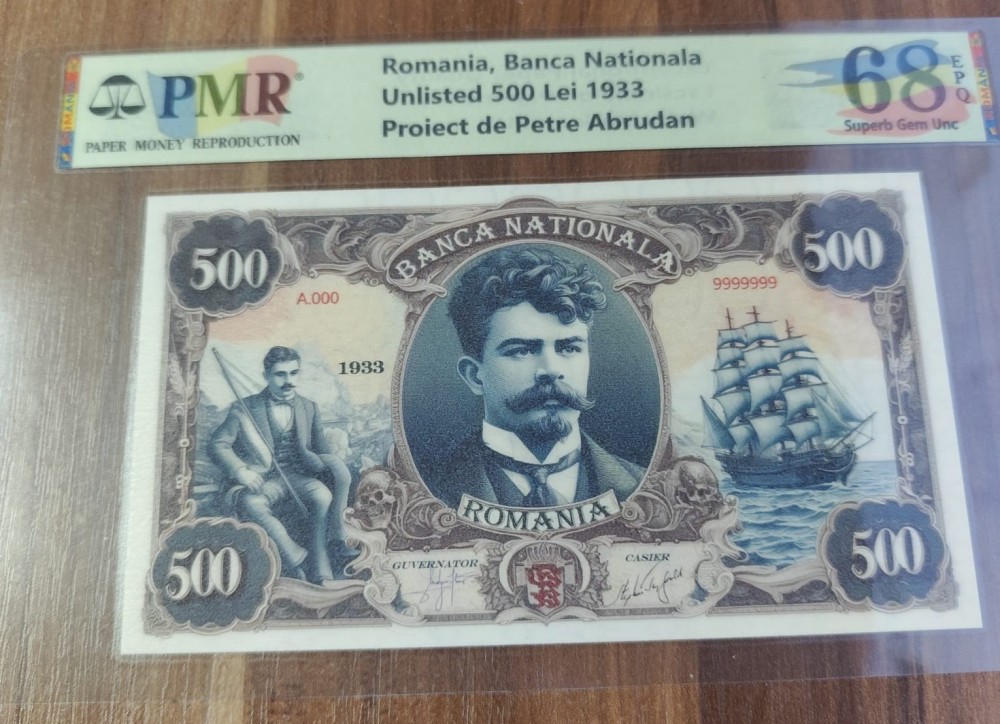 PMR
PAPER MONEY REPRODUCTION
Romania, Banca Nationala
Unlisted 500 Lei 1933
Proiect de Petre Abrudan
68
EPQ
Superb Gem Unc
BANCA NATIONALA
500
500
A.000
9999999
1933
ROMANIA
500
500
GUVERNATOR
CASIER